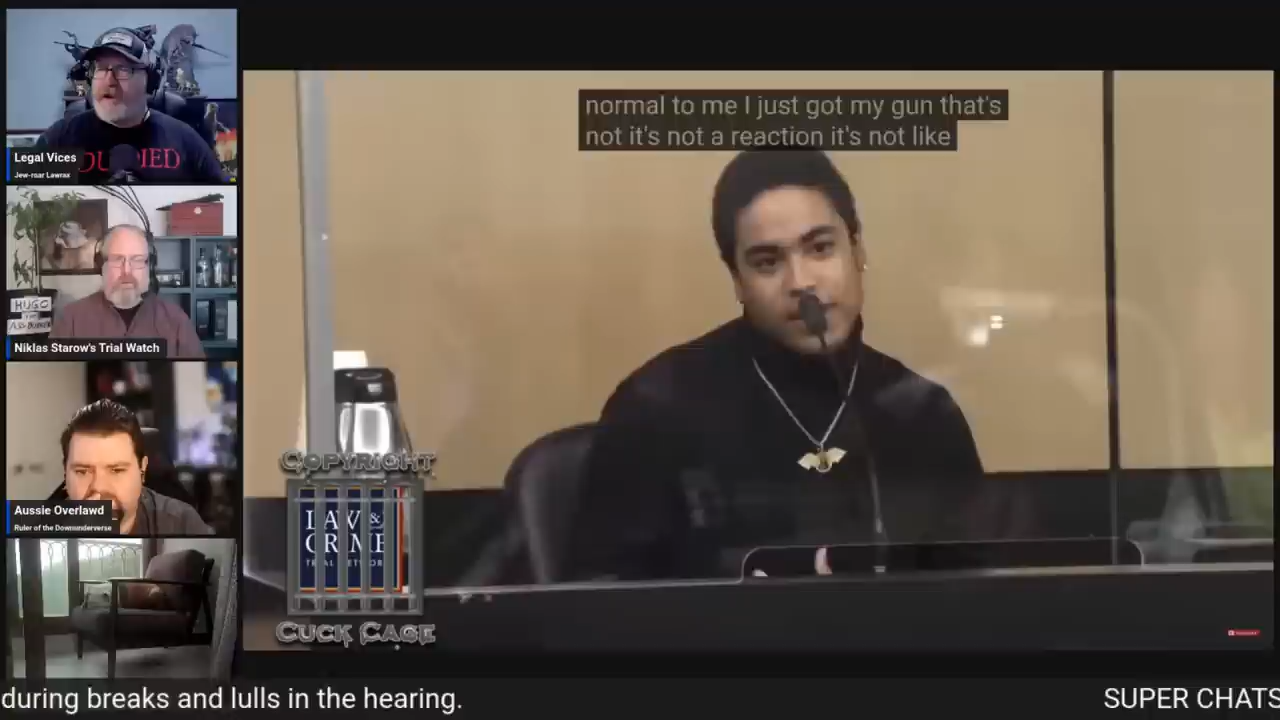 normal to me I just got my gun that's
not it's not a reaction it's not like
Legal Vices
Jew-roar Lawrax
HUGO
Niklas Starow's Trial Watch
Aussie Overlawd
Ruler of the Downunderverse
COPYRIGHT
LAW &
CRIME
CUCK CAGE
during breaks and lulls in the hearing.
SUPER CHATS